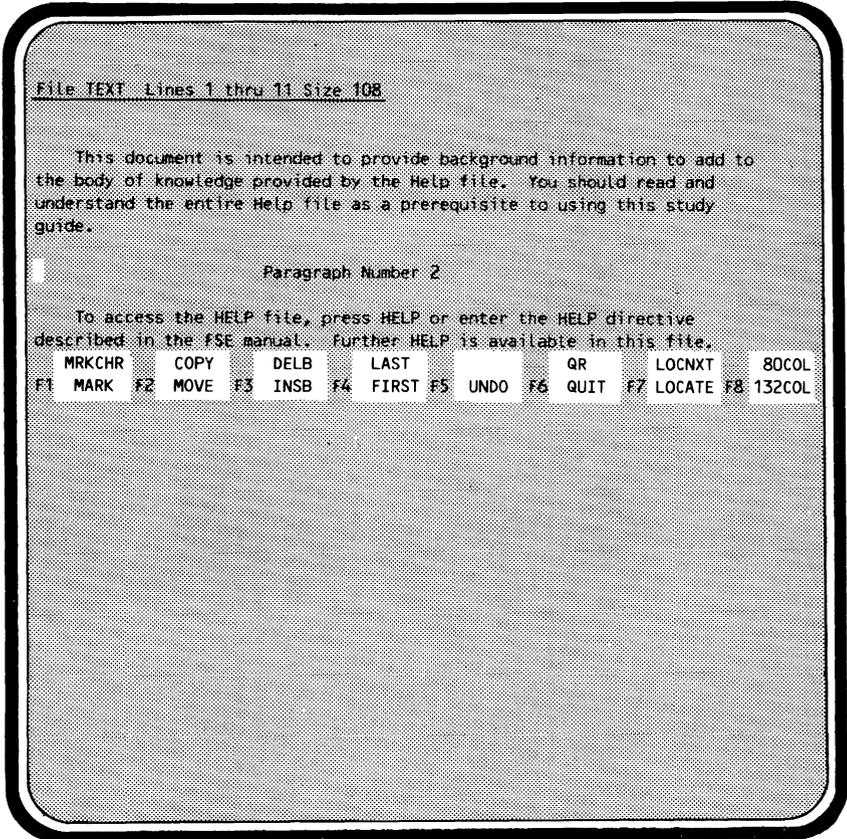 File TEXT  Lines 1 thru 11 Size 108
This document is intended to provide background information to add to
the body of knowledge provided by the Help file.  You should read and
understand the entire Help file as a prerequisite to using this study
guide.
Paragraph Number 2
To access the HELP file, press HELP or enter the HELP directive
described in the FSE manual.  Further HELP is available in this file.
MRKCHR COPY DELB LAST QR LOCNXT 80COL
F1 MARK F2 MOVE F3 INSB F4 FIRST F5 UNDO F6 QUIT F7 LOCATE F8 132COL